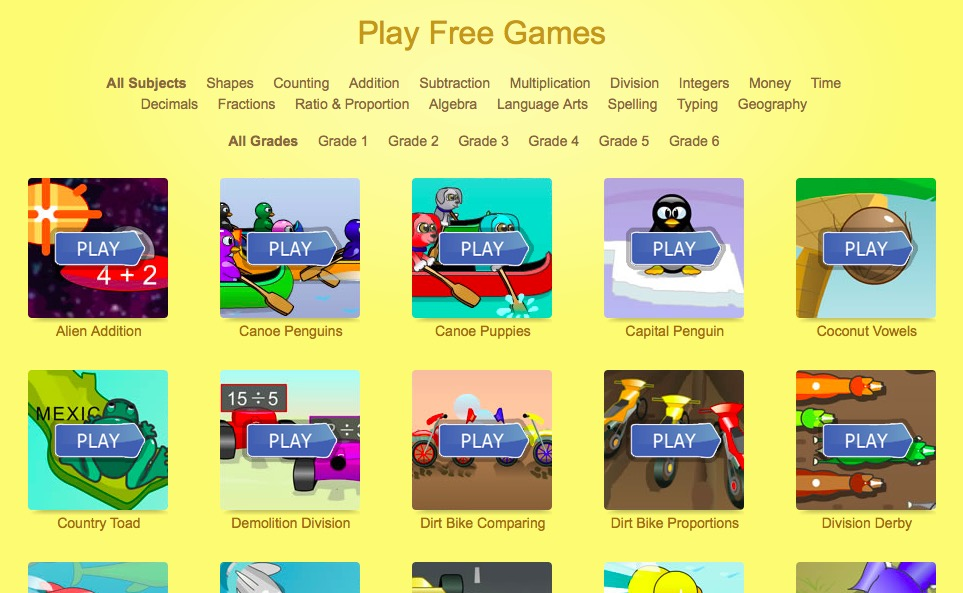 Play Free Games
All Subjects Shapes Counting Addition Subtraction Multiplication Division Integers Money Time
Decimals Fractions Ratio & Proportion Algebra Language Arts Spelling Typing Geography
All Grades Grade 1 Grade 2 Grade 3 Grade 4 Grade 5 Grade 6
PLAY PLAY PLAY PLAY PLAY
4 + 2
Alien Addition Canoe Penguins Canoe Puppies Capital Penguin Coconut Vowels
15 ÷ 5
MEXIC
PLAY PLAY PLAY PLAY PLAY
Country Toad Demolition Division Dirt Bike Comparing Dirt Bike Proportions Division Derby